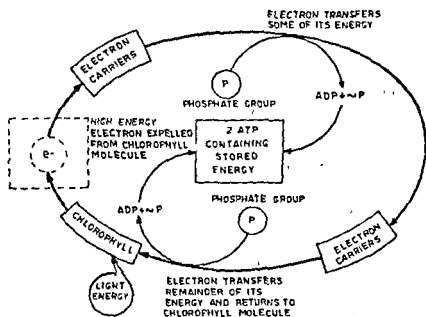 ELECTRON TRANSFERS
SOME OF ITS ENERGY
ELECTRON
CARRIERS
P
PHOSPHATE GROUP
ADP+~P
HIGH ENERGY
ELECTRON EXPELLED
FROM CHLOROPHYLL
MOLECULE
e-
2 ATP
CONTAINING
STORED
ENERGY
PHOSPHATE GROUP
P
ADP+~P
CHLOROPHYLL
ELECTRON
CARRIERS
LIGHT
ENERGY
ELECTRON TRANSFERS
REMAINDER OF ITS
ENERGY AND RETURNS TO
CHLOROPHYLL MOLECULE